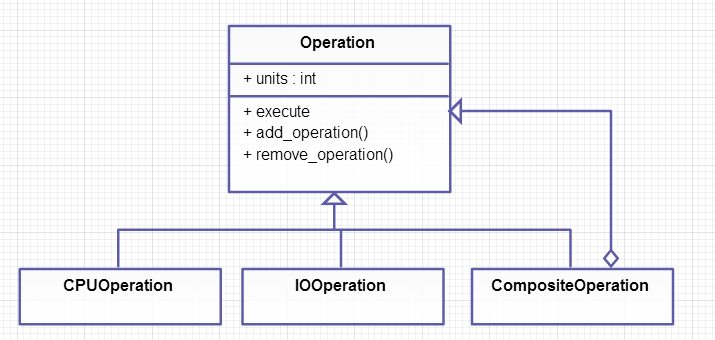 Operation
+ units : int
+ execute
+ add_operation()
+ remove_operation()
CPUOperation
IOOperation
CompositeOperation